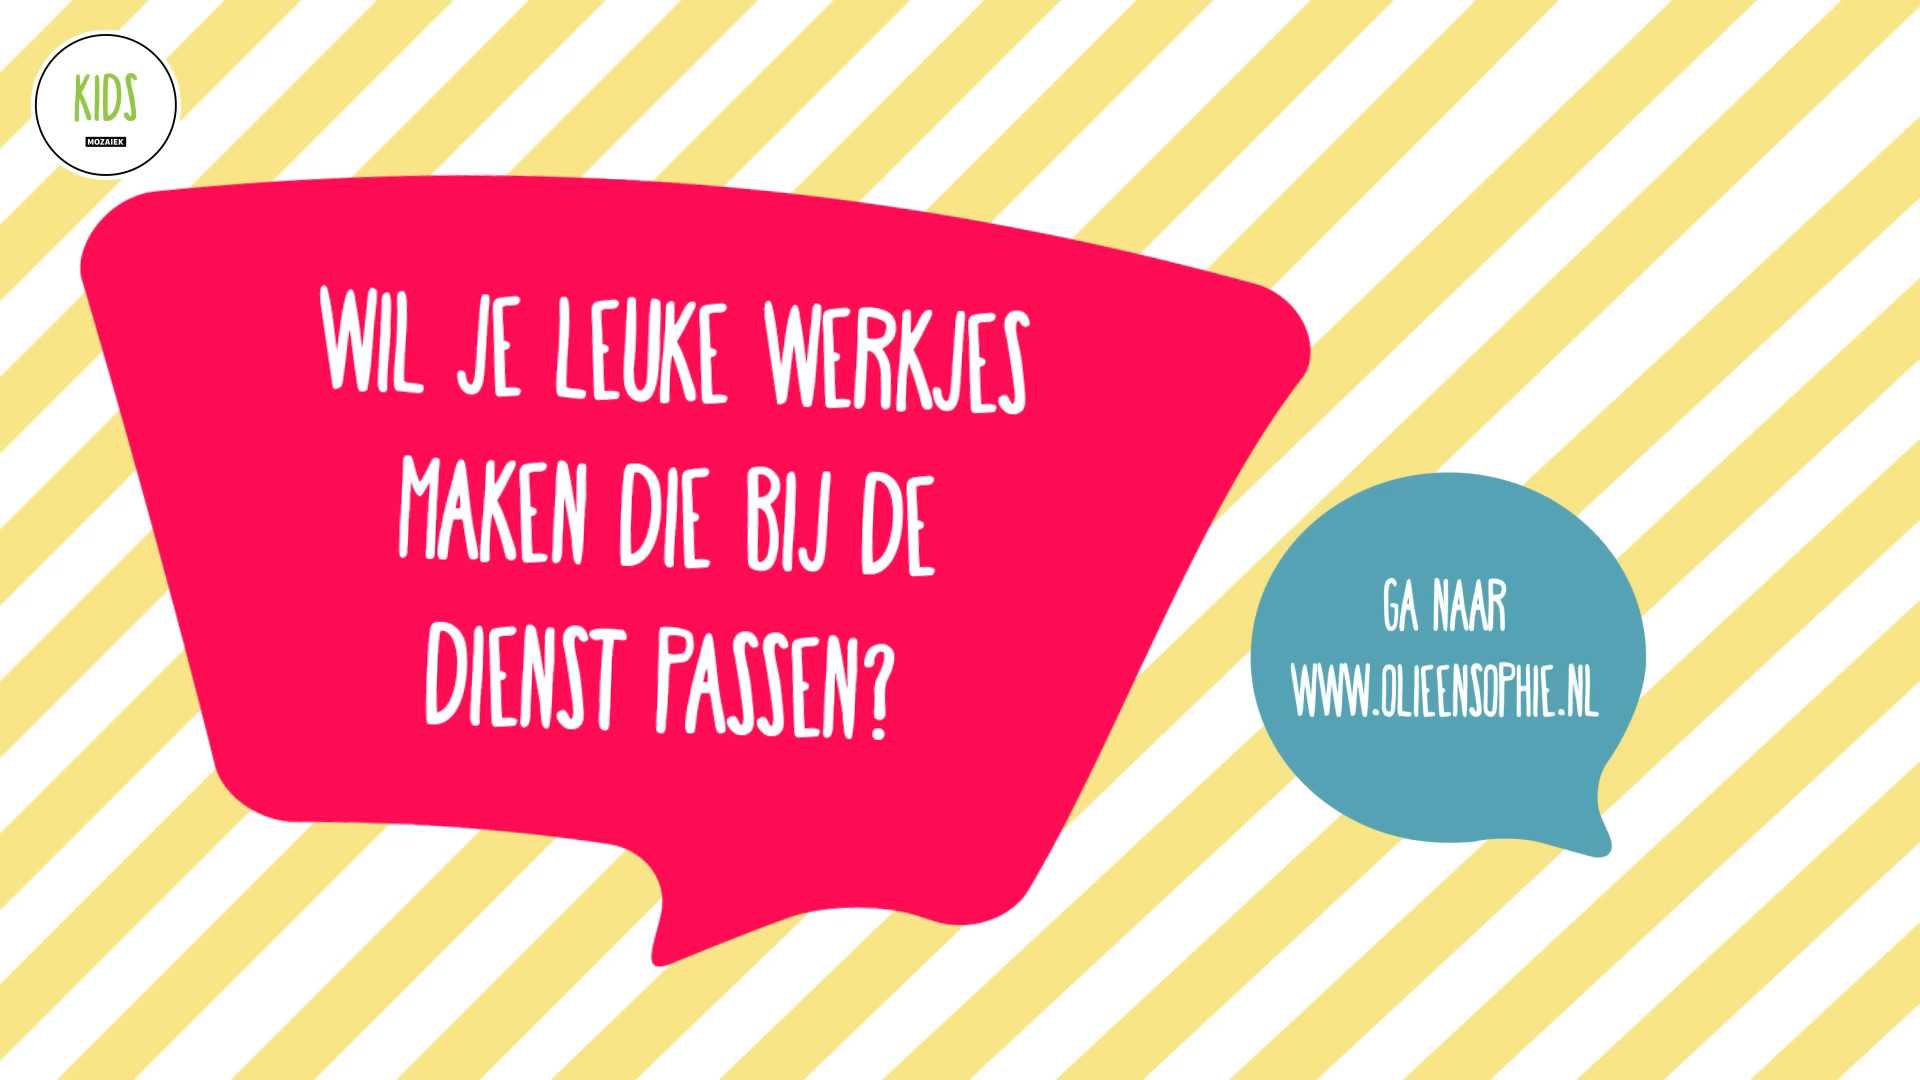 KIDS
MOZAIEK
WIL JE LEUKE WERKJES
MAKEN DIE BIJ DE
DIENST PASSEN?
GA NAAR
WWW.OLIEENSOPHIE.NL